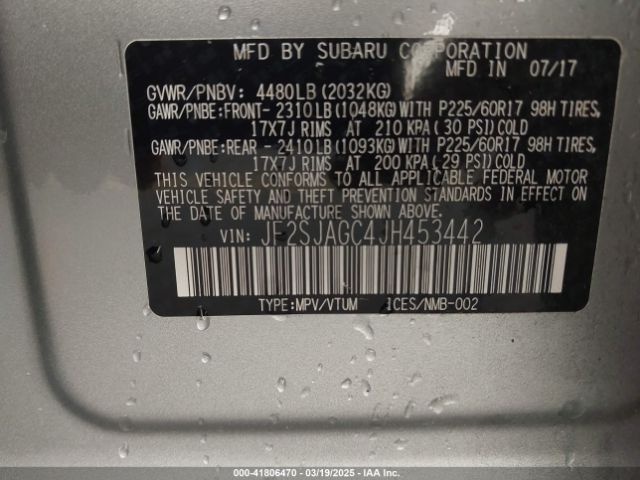 MFD BY SUBARU CORPORATION
MFD IN 07/17
GVWR/PNBV: 4480LB(2032KG)
GAWR/PNBE:FRONT- 2310LB(1048KG)WITH P225/60R17 98H TIRES,
17X7J RIMS AT 210 KPA(30 PSI)COLD
GAWR/PNBE:REAR - 2410LB(1093KG)WITH P225/60R17 98H TIRES,
17X7J RIMS AT 200 KPA(29 PSI)COLD
THIS VEHICLE CONFORMS TO ALL APPLICABLE FEDERAL MOTOR
VEHICLE SAFETY AND THEFT PREVENTION STANDARDS IN EFFECT
ON THE DATE OF MANUFACTURE SHOWN ABOVE.
VIN: JF2SJAGC4JH453442
TYPE:MPV/VTUM ICES/NMB-002
000-41806470 - 03/19/2025 - IAA Inc.